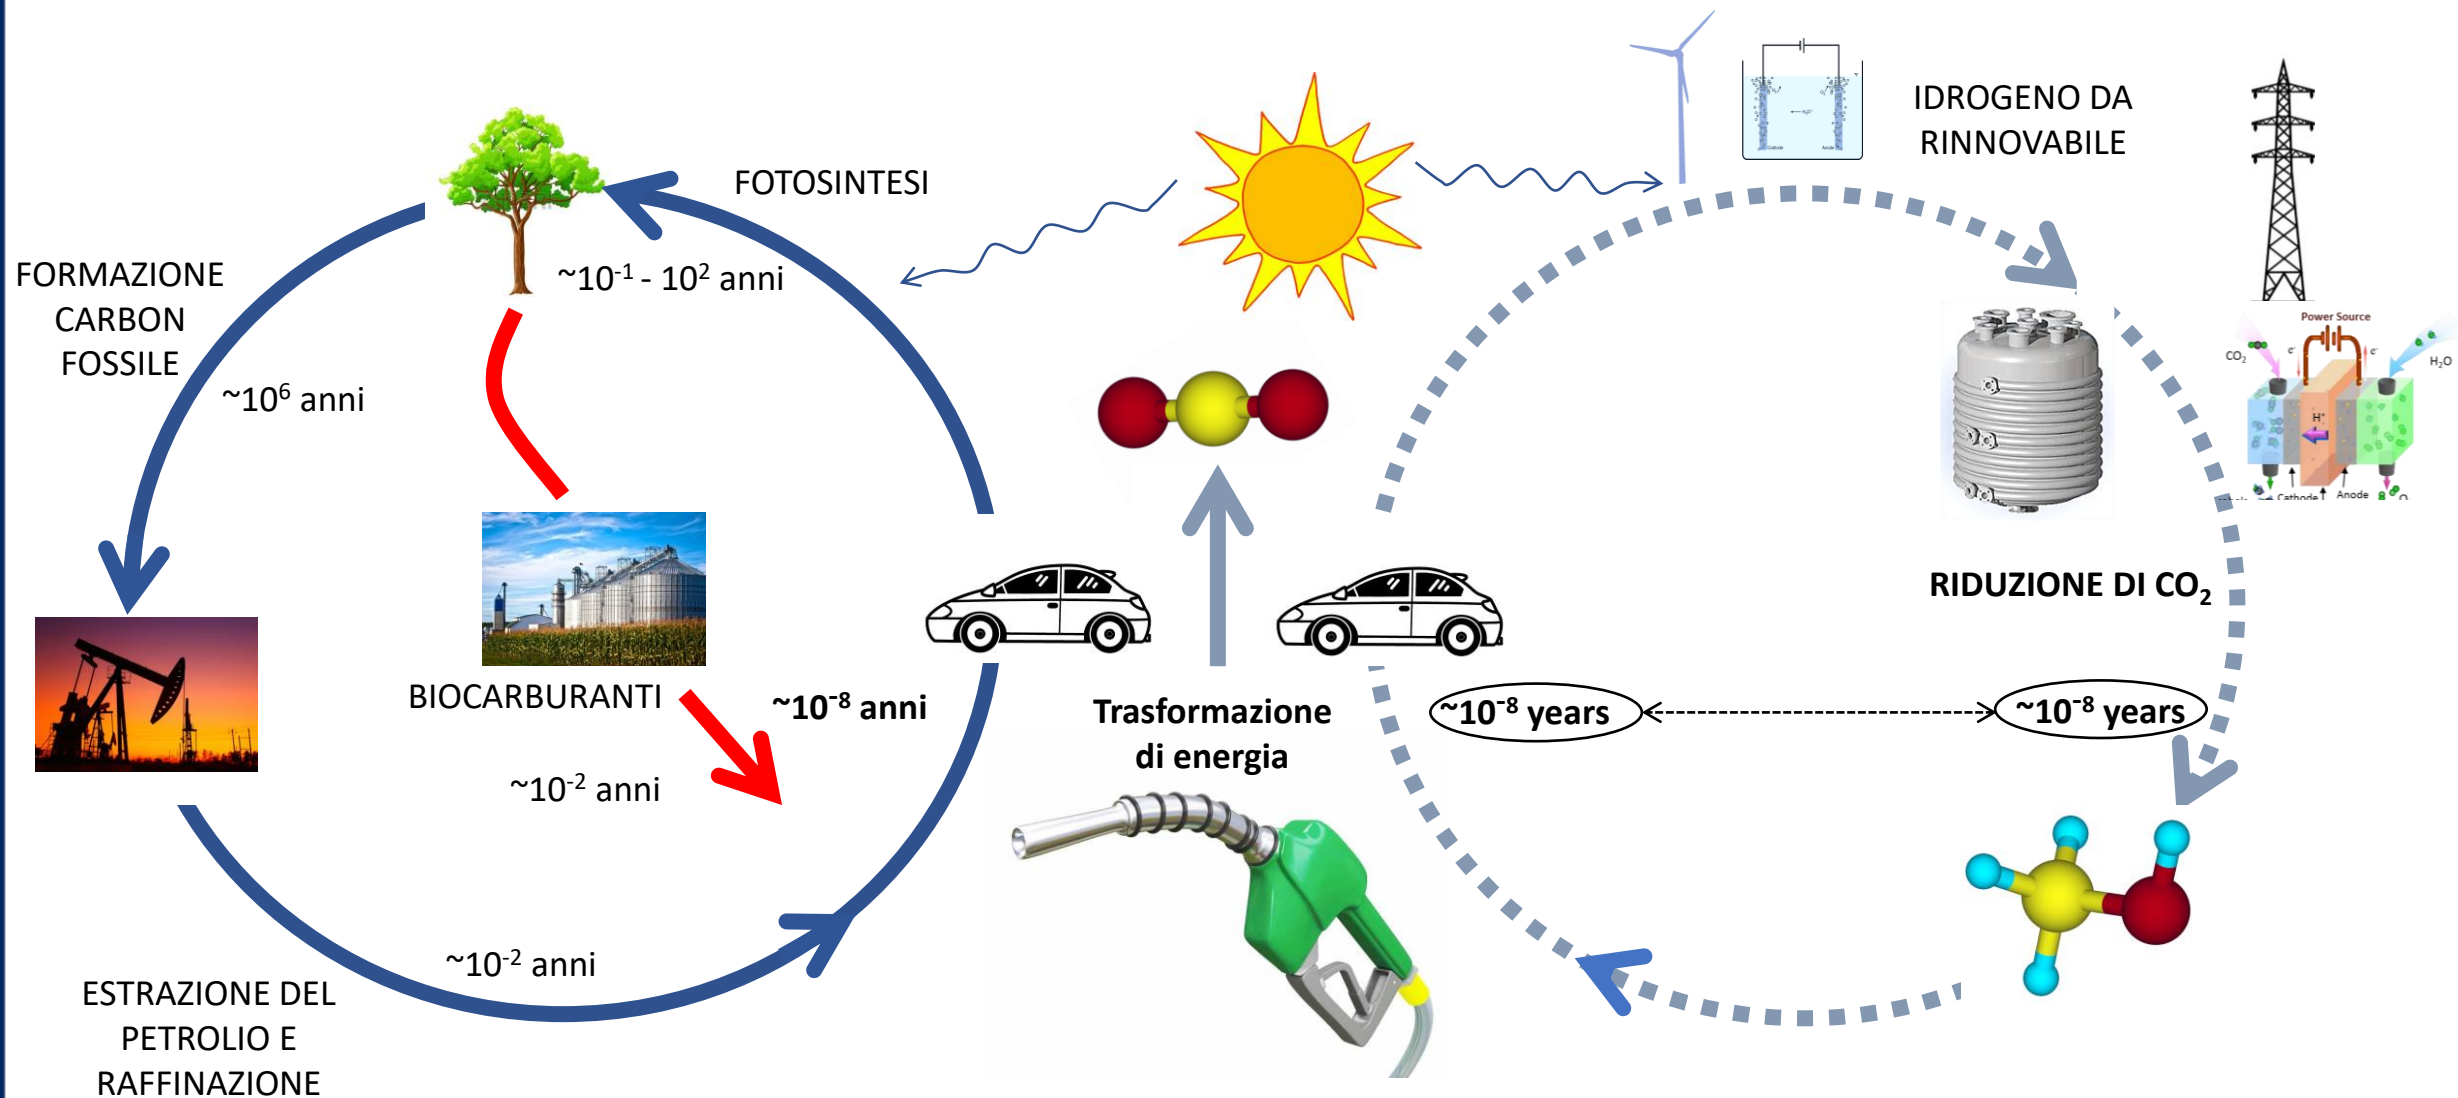 IDROGENO DA
RINNOVABILE
FOTOSINTESI
~10⁻¹ - 10² anni
FORMAZIONE
CARBON
FOSSILE
~10⁶ anni
Power Source
CO₂
e⁻
e⁻
H₂O
H⁺
Cathode
Anode
Cathode
Anode
RIDUZIONE DI CO₂
BIOCARBURANTI
~10⁻⁸ anni
~10⁻² anni
Trasformazione
di energia
~10⁻⁸ years
~10⁻⁸ years
~10⁻² anni
ESTRAZIONE DEL
PETROLIO E
RAFFINAZIONE